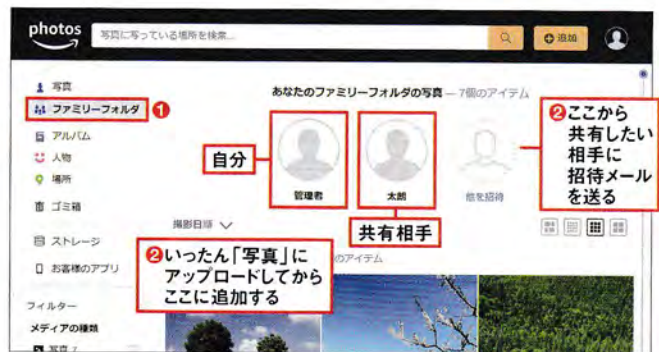 photos
写真に写っている場所を検索...
追加
写真
ファミリーフォルダ ❶
アルバム
人物
場所
ゴミ箱
ストレージ
お客様のアプリ
フィルター
メディアの種類
写真 7
あなたのファミリーフォルダの写真 — 7個のアイテム
自分
管理者
太朗
他を招待
共有相手
❷ここから
共有したい
相手に
招待メール
を送る
撮影日順
のアイテム
❷いったん「写真」に
アップロードしてから
ここに追加する